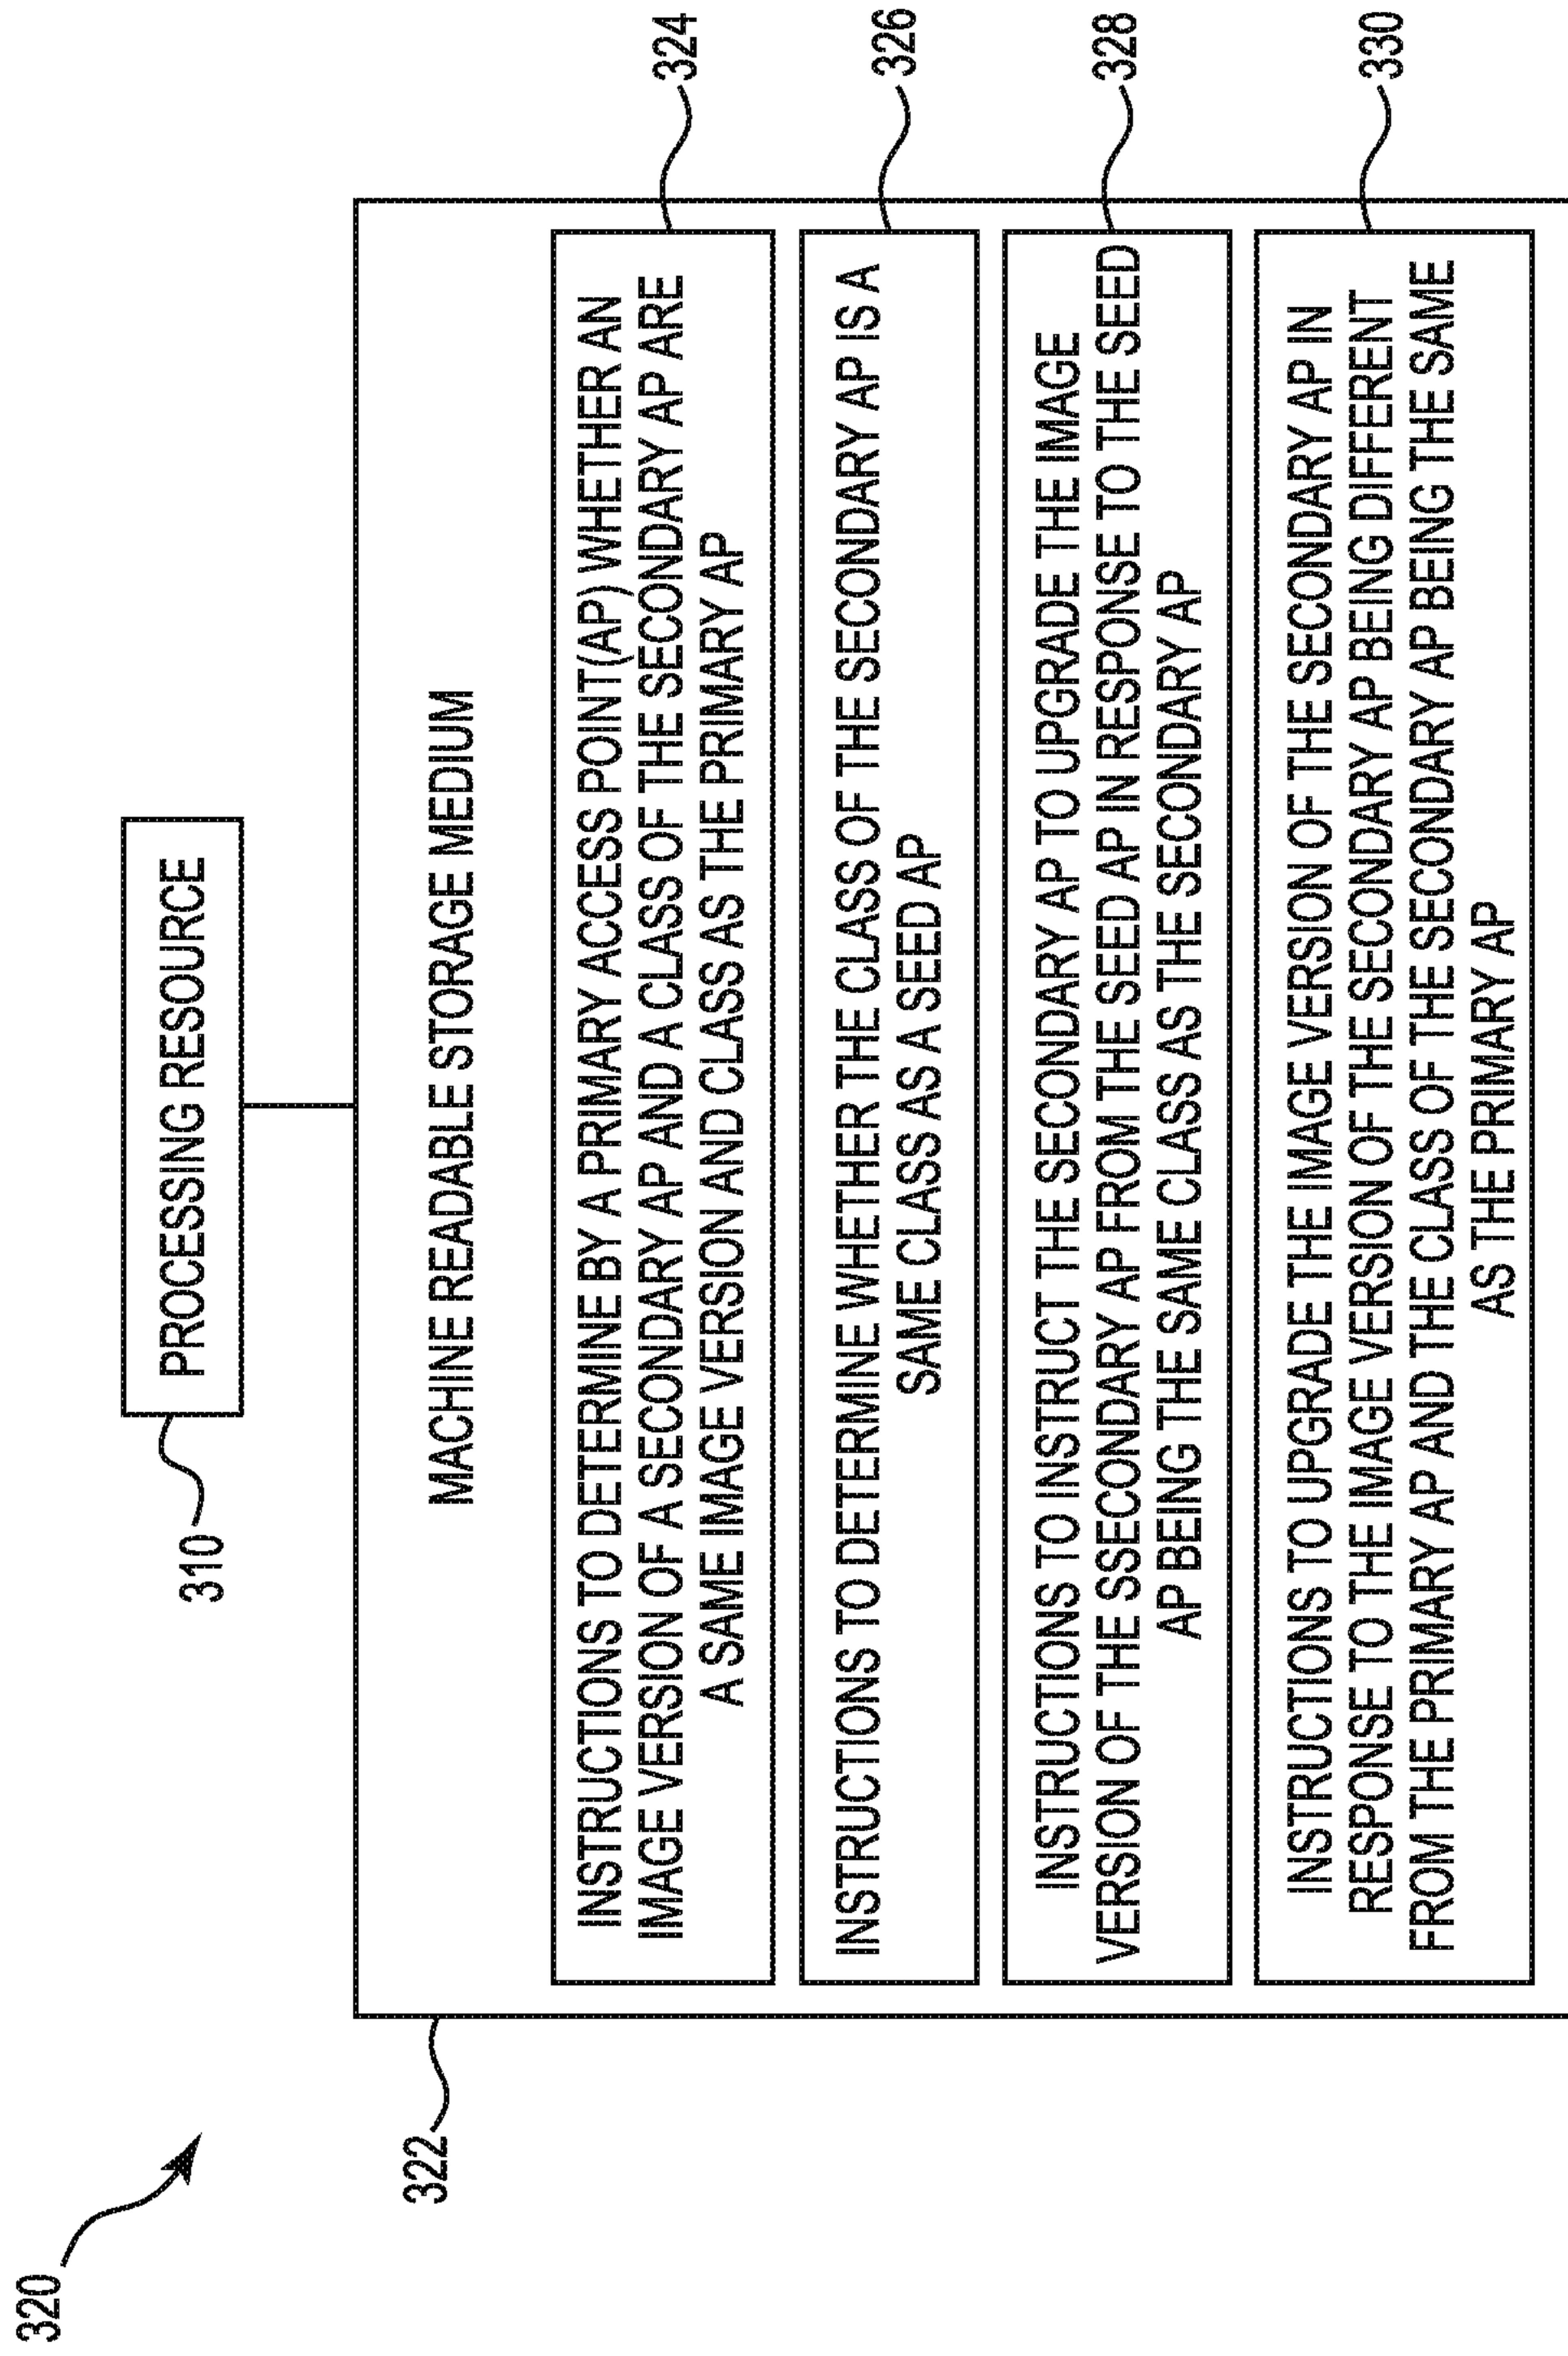 320
310
PROCESSING RESOURCE
322
MACHINE READABLE STORAGE MEDIUM
INSTRUCTIONS TO DETERMINE BY A PRIMARY ACCESS POINT(AP) WHETHER AN
IMAGE VERSION OF A SECONDARY AP AND A CLASS OF THE SECONDARY AP ARE
A SAME IMAGE VERSION AND CLASS AS THE PRIMARY AP
324
INSTRUCTIONS TO DETERMINE WHETHER THE CLASS OF THE SECONDARY AP IS A
SAME CLASS AS A SEED AP
326
INSTRUCTIONS TO INSTRUCT THE SECONDARY AP TO UPGRADE THE IMAGE
VERSION OF THE SSECONDARY AP FROM THE SEED AP IN RESPONSE TO THE SEED
AP BEING THE SAME CLASS AS THE SECONDARY AP
328
INSTRUCTIONS TO UPGRADE THE IMAGE VERSION OF THE SECONDARY AP IN
RESPONSE TO THE IMAGE VERSION OF THE SECONDARY AP BEING DIFFERENT
FROM THE PRIMARY AP AND THE CLASS OF THE SECONDARY AP BEING THE SAME
AS THE PRIMARY AP
330